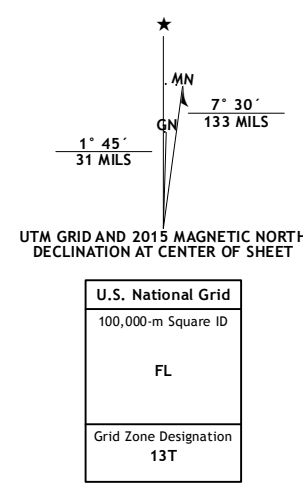 ★
MN
GN
7° 30´
133 MILS
1° 45´
31 MILS
UTM GRID AND 2015 MAGNETIC NORTH
DECLINATION AT CENTER OF SHEET
U.S. National Grid
100,000-m Square ID
FL
Grid Zone Designation
13T